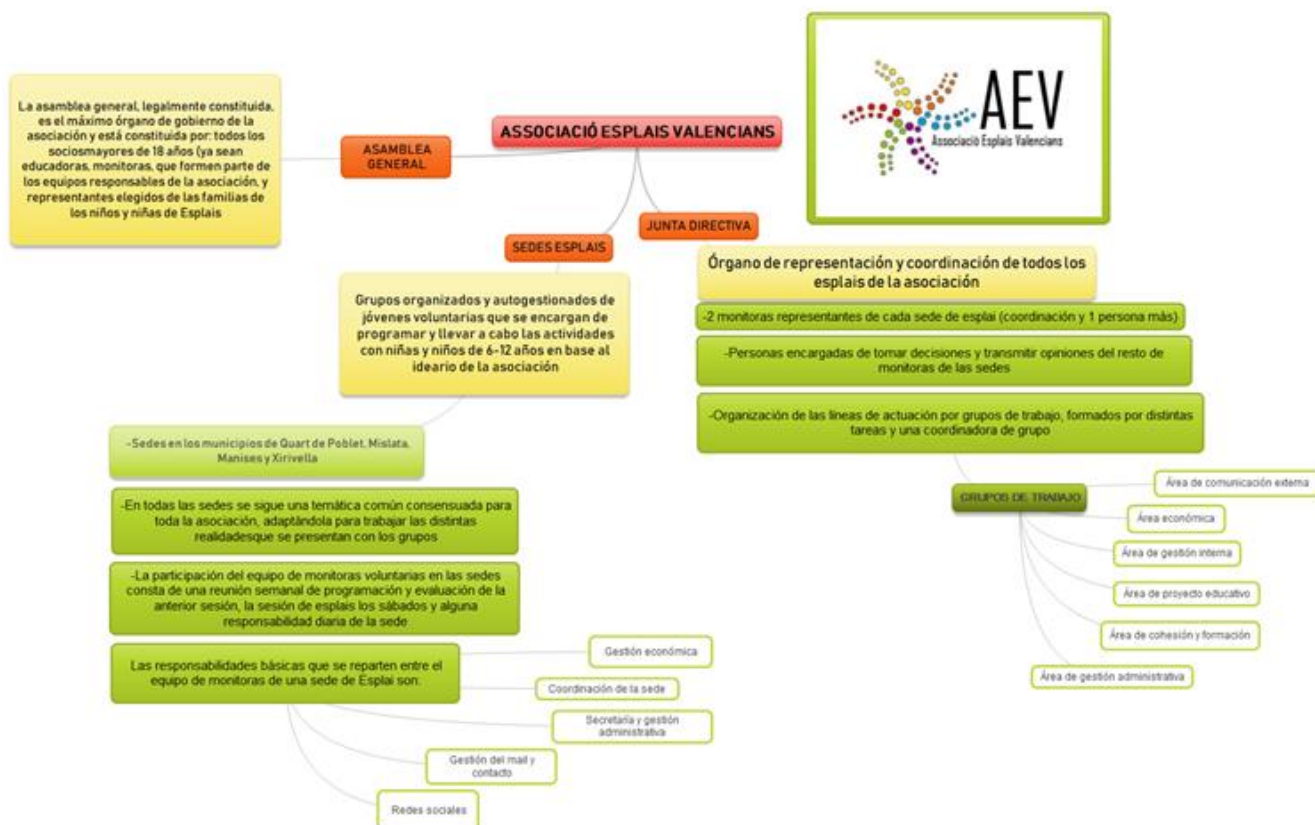 AEV
Associació Esplais Valencians
ASSOCIACIÓ ESPLAIS VALENCIANS
ASAMBLEA
GENERAL
La asamblea general, legalmente constituida,
es el máximo órgano de gobierno de la
asociación y está constituida por: todos los
sociosmayores de 18 años (ya sean
educadoras, monitoras, que formen parte de
los equipos responsables de la asociación, y
representantes elegidos de las familias de
los niños y niñas de Esplais
SEDES ESPLAIS
Grupos organizados y autogestionados de
jóvenes voluntarias que se encargan de
programar y llevar a cabo las actividades
con niñas y niños de 6-12 años en base al
ideario de la asociación
-Sedes en los municipios de Quart de Poblet, Mislata,
Manises y Xirivella
-En todas las sedes se sigue una temática común consensuada para
toda la asociación, adaptàndola para trabajar las distintas
realidadesque se presentan con los grupos
-La participación del equipo de monitoras voluntarias en las sedes
consta de una reunión semanal de programación y evaluación de la
anterior sesión, la sesión de esplais los sábados y alguna
responsabilidad diaria de la sede
Las responsabilidades básicas que se reparten entre el
equipo de monitoras de una sede de Esplai son:
Gestión económica
Coordinación de la sede
Secretaría y gestión
administrativa
Gestión del mail y
contacto
Redes sociales
JUNTA DIRECTIVA
Órgano de representación y coordinación de todos los
esplais de la asociación
-2 monitoras representantes de cada sede de esplai (coordinación y 1 persona más)
-Personas encargadas de tomar decisiones y transmitir opiniones del resto de
monitoras de las sedes
-Organización de las líneas de actuación por grupos de trabajo, formados por distintas
tareas y una coordinadora de grupo
GRUPOS DE TRABAJO
Área de comunicación externa
Área económica
Área de gestión interna
Área de proyecto educativo
Área de cohesión y formación
Área de gestión administrativa